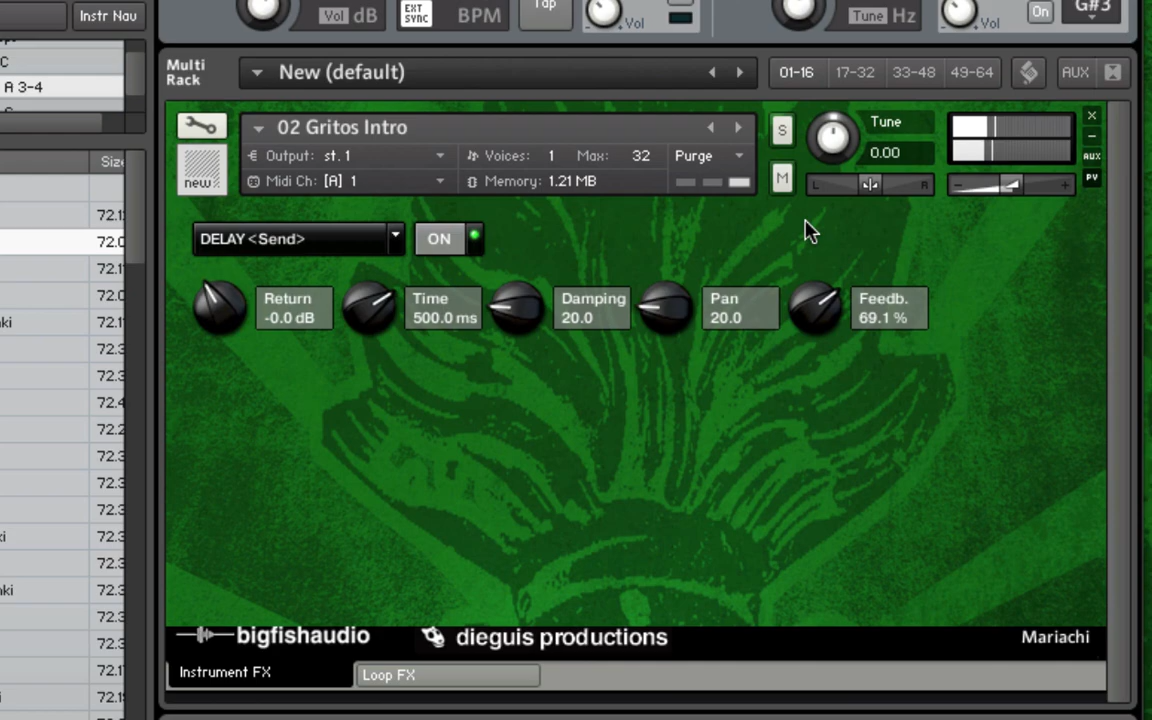 Instr Nav
Vol dB
EXT SYNC
BPM
Tap
Vol
Tune Hz
Vol
On
G#3
Multi Rack
New (default)
01-16
17-32
33-48
49-64
AUX
C
A 3-4
02 Gritos Intro
S
Tune
0.00
X
AUX
PV
Output: st.1
Voices: 1 Max: 32
Purge
new
Midi Ch: [A] 1
Memory: 1.21 MB
M
L
R
DELAY <Send>
ON
Return
-0.0 dB
Time
500.0 ms
Damping
20.0
Pan
20.0
Feedb.
69.1 %
bigfishaudio
dieguis productions
Mariachi
Instrument FX
Loop FX